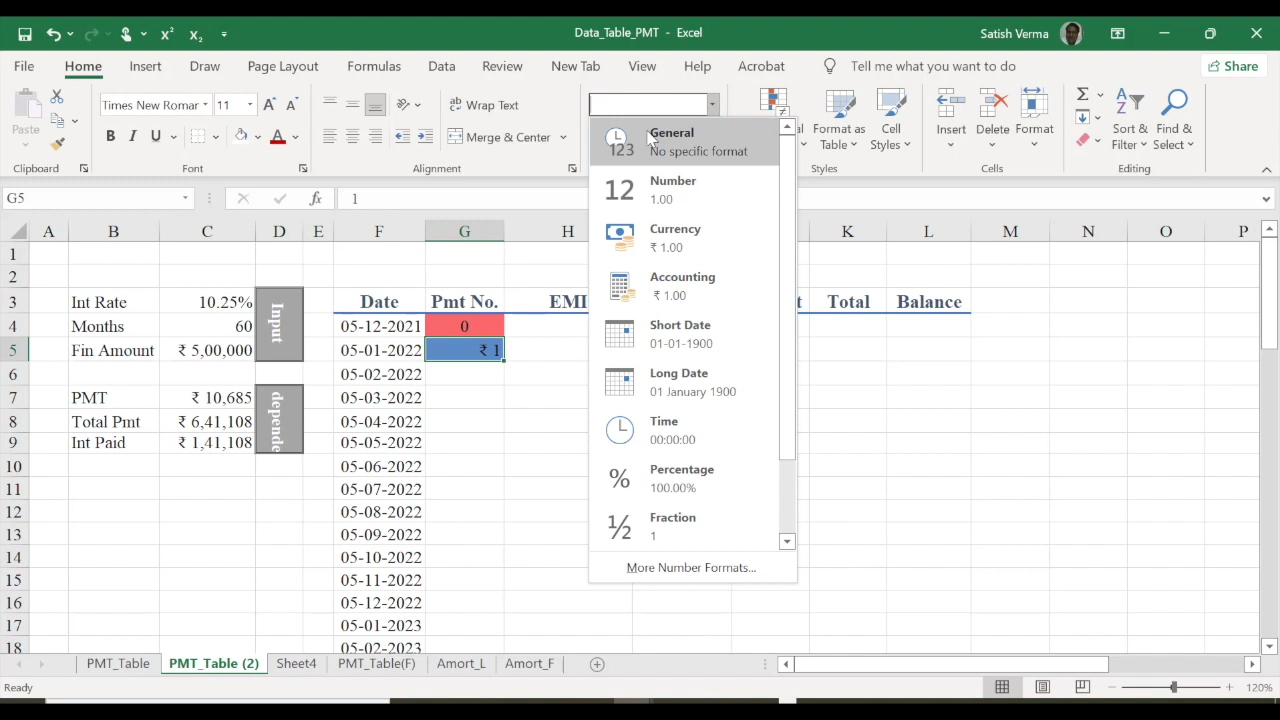 Data_Table_PMT - Excel
Satish Verma
File Home Insert Draw Page Layout Formulas Data Review New Tab View Help Acrobat Tell me what you want to do Share
Paste
Times New Romar 11
Wrap Text
Merge & Center
Format as Table
Cell Styles
Insert Delete Format
Sort & Filter
Find & Select
Clipboard Font Alignment Styles Cells Editing
G5 fx 1
A B C D E F G H K L M N O P
1
2
3 Int Rate 10.25% Input Date Pmt No. EMI t Total Balance
4 Months 60 05-12-2021 0
5 Fin Amount ₹ 5,00,000 05-01-2022 ₹ 1
6 05-02-2022
7 PMT ₹ 10,685 depende 05-03-2022
8 Total Pmt ₹ 6,41,108 05-04-2022
9 Int Paid ₹ 1,41,108 05-05-2022
10 05-06-2022
11 05-07-2022
12 05-08-2022
13 05-09-2022
14 05-10-2022
15 05-11-2022
16 05-12-2022
17 05-01-2023
18 05-02-2023
General
123 No specific format
12 Number
1.00
Currency
₹ 1.00
Accounting
₹ 1.00
Short Date
01-01-1900
Long Date
01 January 1900
Time
00:00:00
% Percentage
100.00%
½ Fraction
1
More Number Formats...
PMT_Table PMT_Table (2) Sheet4 PMT_Table(F) Amort_L Amort_F
Ready 120%